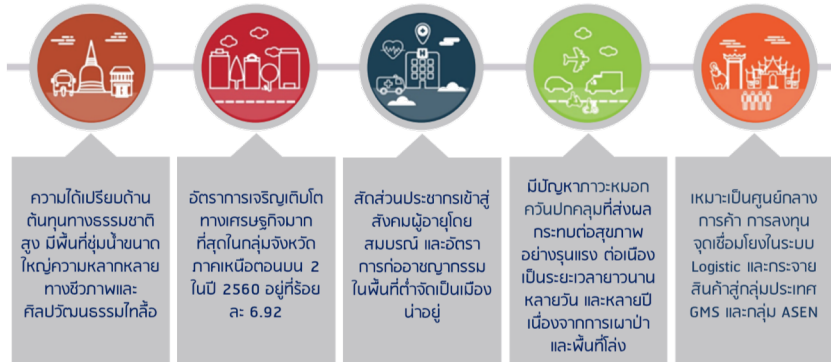 ความได้เปรียบด้าน
ต้นทุนทางธรรมชาติ
สูง มีพื้นที่ชุ่มน้ำขนาด
ใหญ่ความหลากหลาย
ทางชีวภาพและ
ศิลปวัฒนธรรมไทลื้อ
อัตราการเจริญเติบโต
ทางเศรษฐกิจมาก
ที่สุดในกลุ่มจังหวัด
ภาคเหนือตอนบน 2
ในปี 2560 อยู่ที่ร้อย
ละ 6.92
สัดส่วนประชากรเข้าสู่
สังคมผู้อายุโดย
สมบรณ์ และอัตรา
การก่ออาชญากรรม
ในพื้นที่ต่ำจัดเป็นเมือง
น่าอยู่
มีปัญหาภาวะหมอก
ควันปกคลุมที่ส่งผล
กระทบต่อสุขภาพ
อย่างรุนแรง ต่อเนื่อง
เป็นระยะเวลายาวนาน
หลายวัน และหลายปี
เนื่องจากการเผาป่า
และพื้นที่โล่ง
เหมาะเป็นศูนย์กลาง
การค้า การลงทุน
จุดเชื่อมโยงในระบบ
Logistic และกระจาย
สินค้าสู่กลุ่มประเทศ
GMS และกลุ่ม ASEN